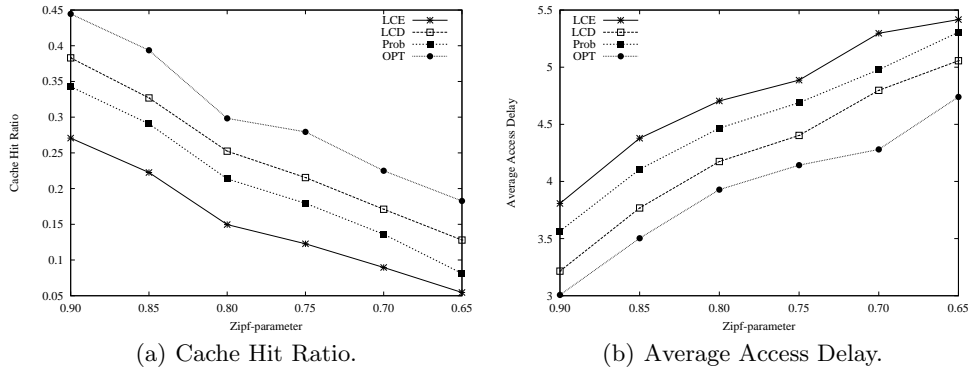 0.45
0.4
0.35
0.3
0.25
0.2
0.15
0.1
0.05
Cache Hit Ratio
LCE
LCD
Prob
OPT
0.90 0.85 0.80 0.75 0.70 0.65
Zipf-parameter
(a) Cache Hit Ratio.
5.5
5
4.5
4
3.5
3
Average Access Delay
LCE
LCD
Prob
OPT
0.90 0.85 0.80 0.75 0.70 0.65
Zipf-parameter
(b) Average Access Delay.